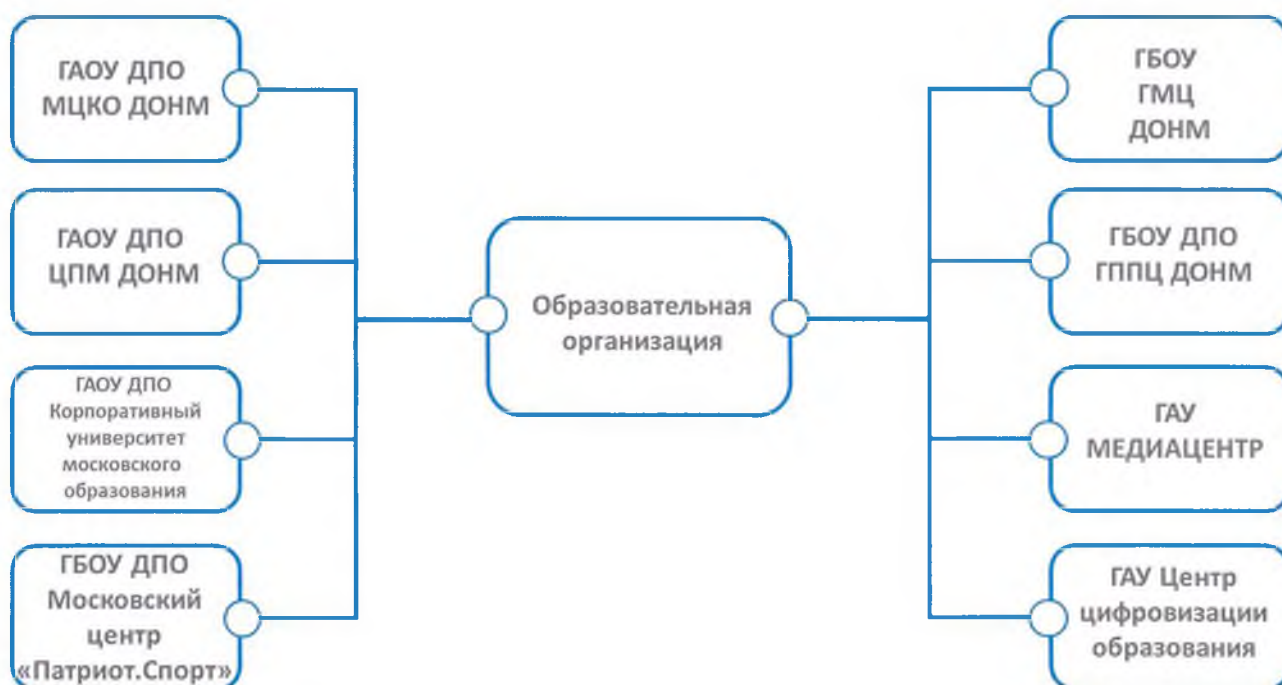 ГАОУ ДПО
МЦКО ДОНМ
ГАОУ ДПО
ЦПМ ДОНМ
ГАОУ ДПО
Корпоративный
университет
московского
образования
ГБОУ ДПО
Московский
центр
«Патриот.Спорт»
Образовательная
организация
ГБОУ
ГМЦ
ДОНМ
ГБОУ ДПО
ГППЦ ДОНМ
ГАУ
МЕДИАЦЕНТР
ГАУ Центр
цифровизации
образования